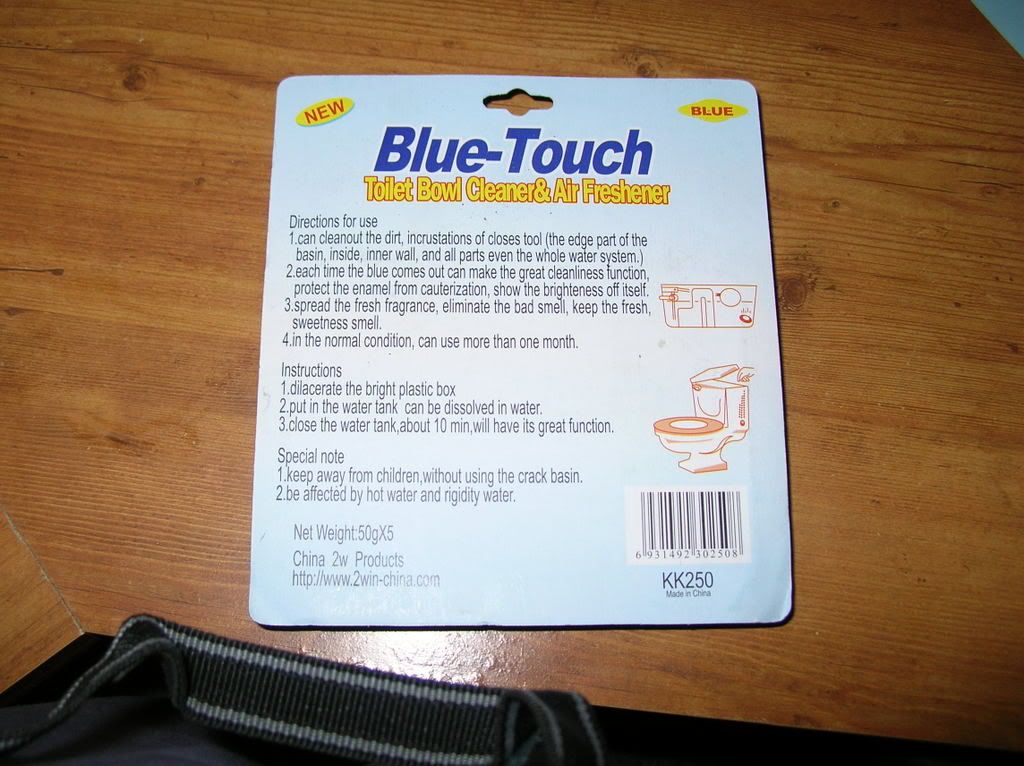 NEW
BLUE
Blue-Touch
Toilet Bowl Cleaner& Air Freshener
Directions for use
1.can cleanout the dirt, incrustations of closes tool (the edge part of the
basin, inside, inner wall, and all parts even the whole water system.)
2.each time the blue comes out can make the great cleanliness function,
protect the enamel from cauterization, show the brighteness off itself.
3.spread the fresh fragrance, eliminate the bad smell, keep the fresh,
sweetness smell.
4.in the normal condition, can use more than one month.
Instructions
1.dilacerate the bright plastic box
2.put in the water tank can be dissolved in water.
3.close the water tank,about 10 min,will have its great function.
Special note
1.keep away from children,without using the crack basin.
2.be affected by hot water and rigidity water.
Net Weight:50gX5
China 2w Products
http://www.2win-china.com
6 931492 302508
KK250
Made in China